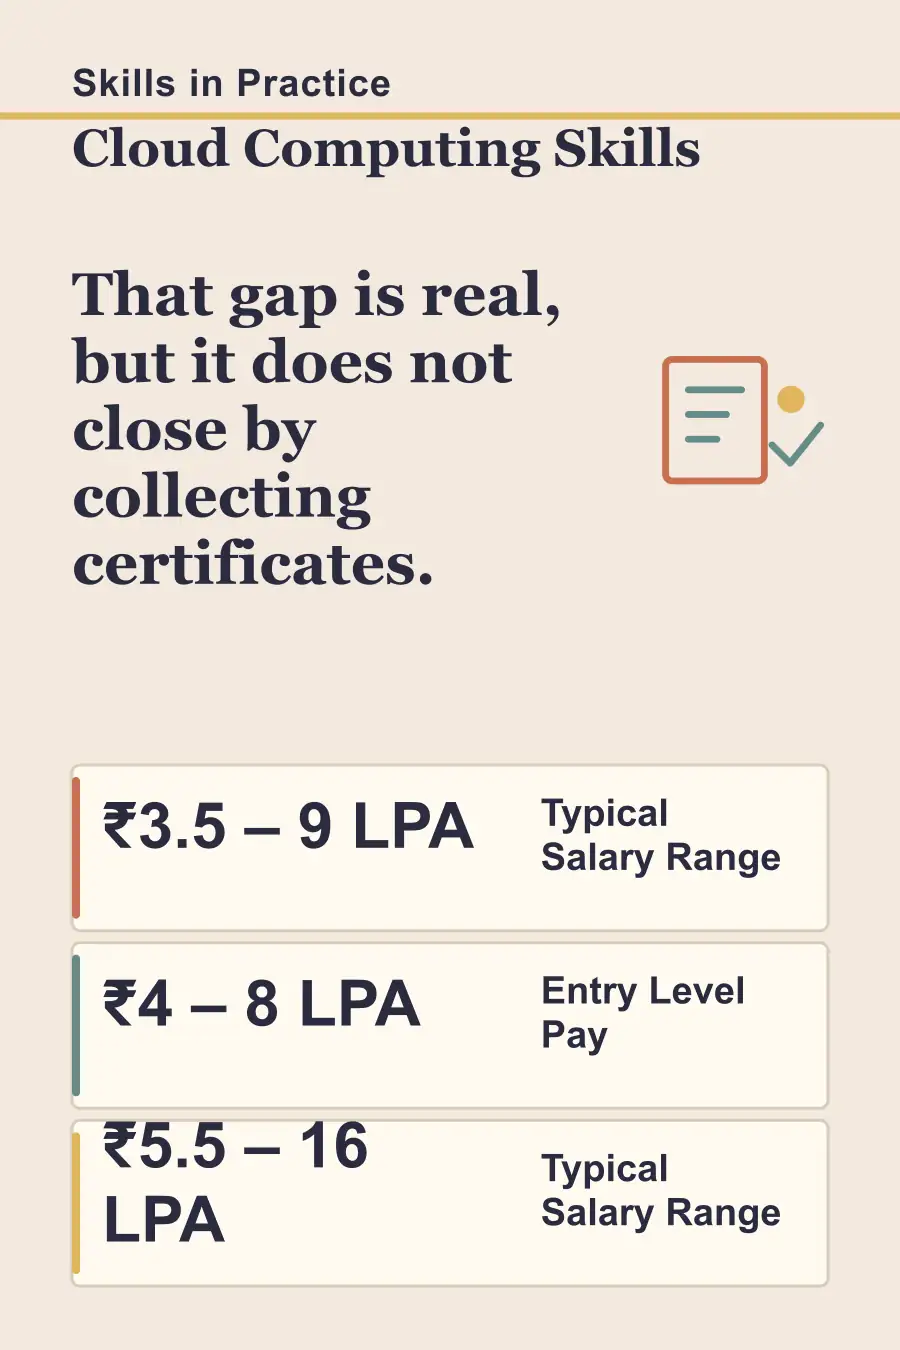 Skills in Practice
Cloud Computing Skills
That gap is real,
but it does not
close by
collecting
certificates.
₹3.5 – 9 LPA
Typical
Salary Range
₹4 – 8 LPA
Entry Level
Pay
₹5.5 – 16
LPA
Typical
Salary Range